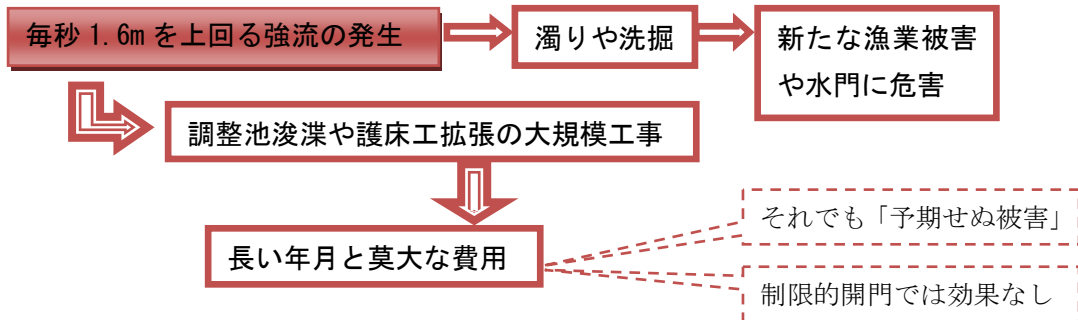 毎秒1.6mを上回る強流の発生
濁りや洗掘
新たな漁業被害
や水門に危害
調整池浚渫や護床工拡張の大規模工事
長い年月と莫大な費用
それでも「予期せぬ被害」
制限的開門では効果なし